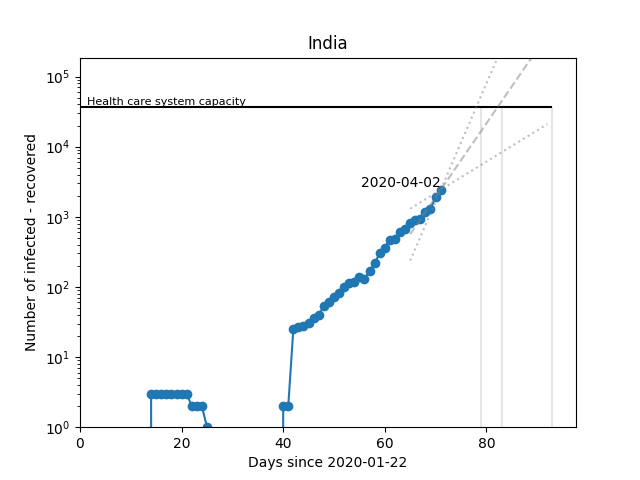 India
Number of infected - recovered
10^5
10^4
10^3
10^2
10^1
10^0
Health care system capacity
2020-04-02
0 20 40 60 80
Days since 2020-01-22